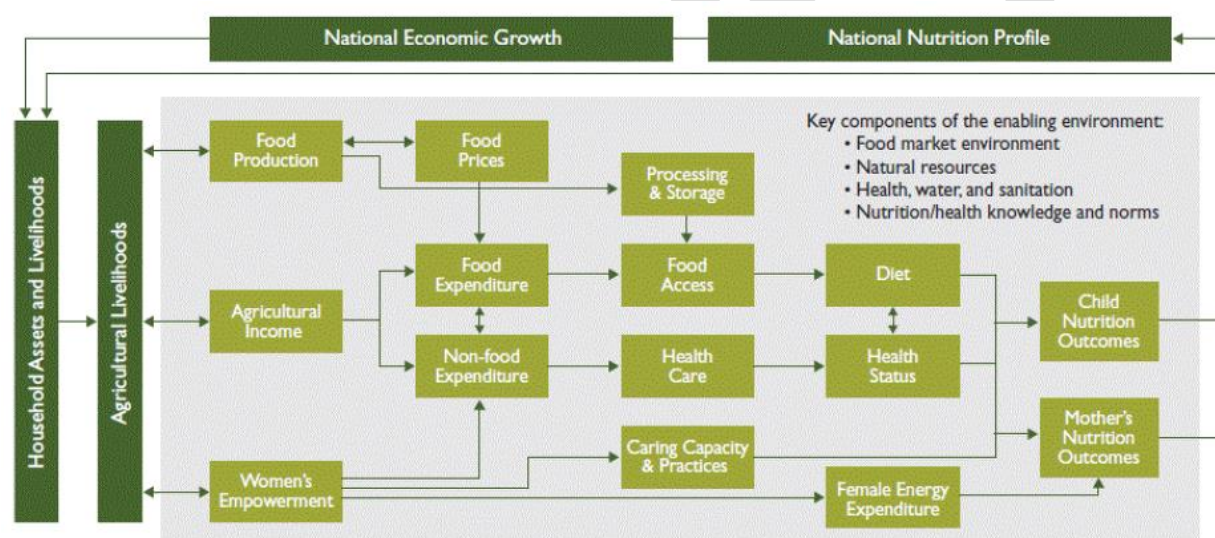 National Economic Growth
National Nutrition Profile
Household Assets and Livelihoods
Agricultural Livelihoods
Food
Production
Food
Prices
Processing
& Storage
Key components of the enabling environment:
• Food market environment
• Natural resources
• Health, water, and sanitation
• Nutrition/health knowledge and norms
Agricultural
Income
Food
Expenditure
Food
Access
Diet
Non-food
Expenditure
Health
Care
Health
Status
Child
Nutrition
Outcomes
Women's
Empowerment
Caring Capacity
& Practices
Female Energy
Expenditure
Mother's
Nutrition
Outcomes